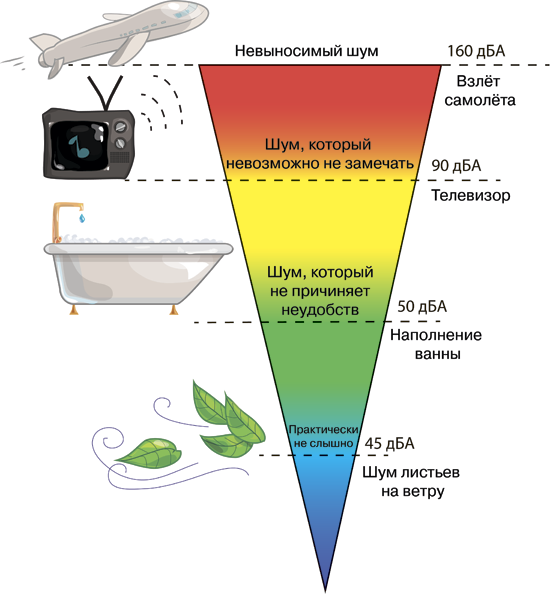 Невыносимый шум
160 дБА
Взлёт
самолёта
Шум, который
невозможно не замечать
90 дБА
Телевизор
Шум, который
не причиняет
неудобств
50 дБА
Наполнение
ванны
Практически
не слышно
45 дБА
Шум листьев
на ветру